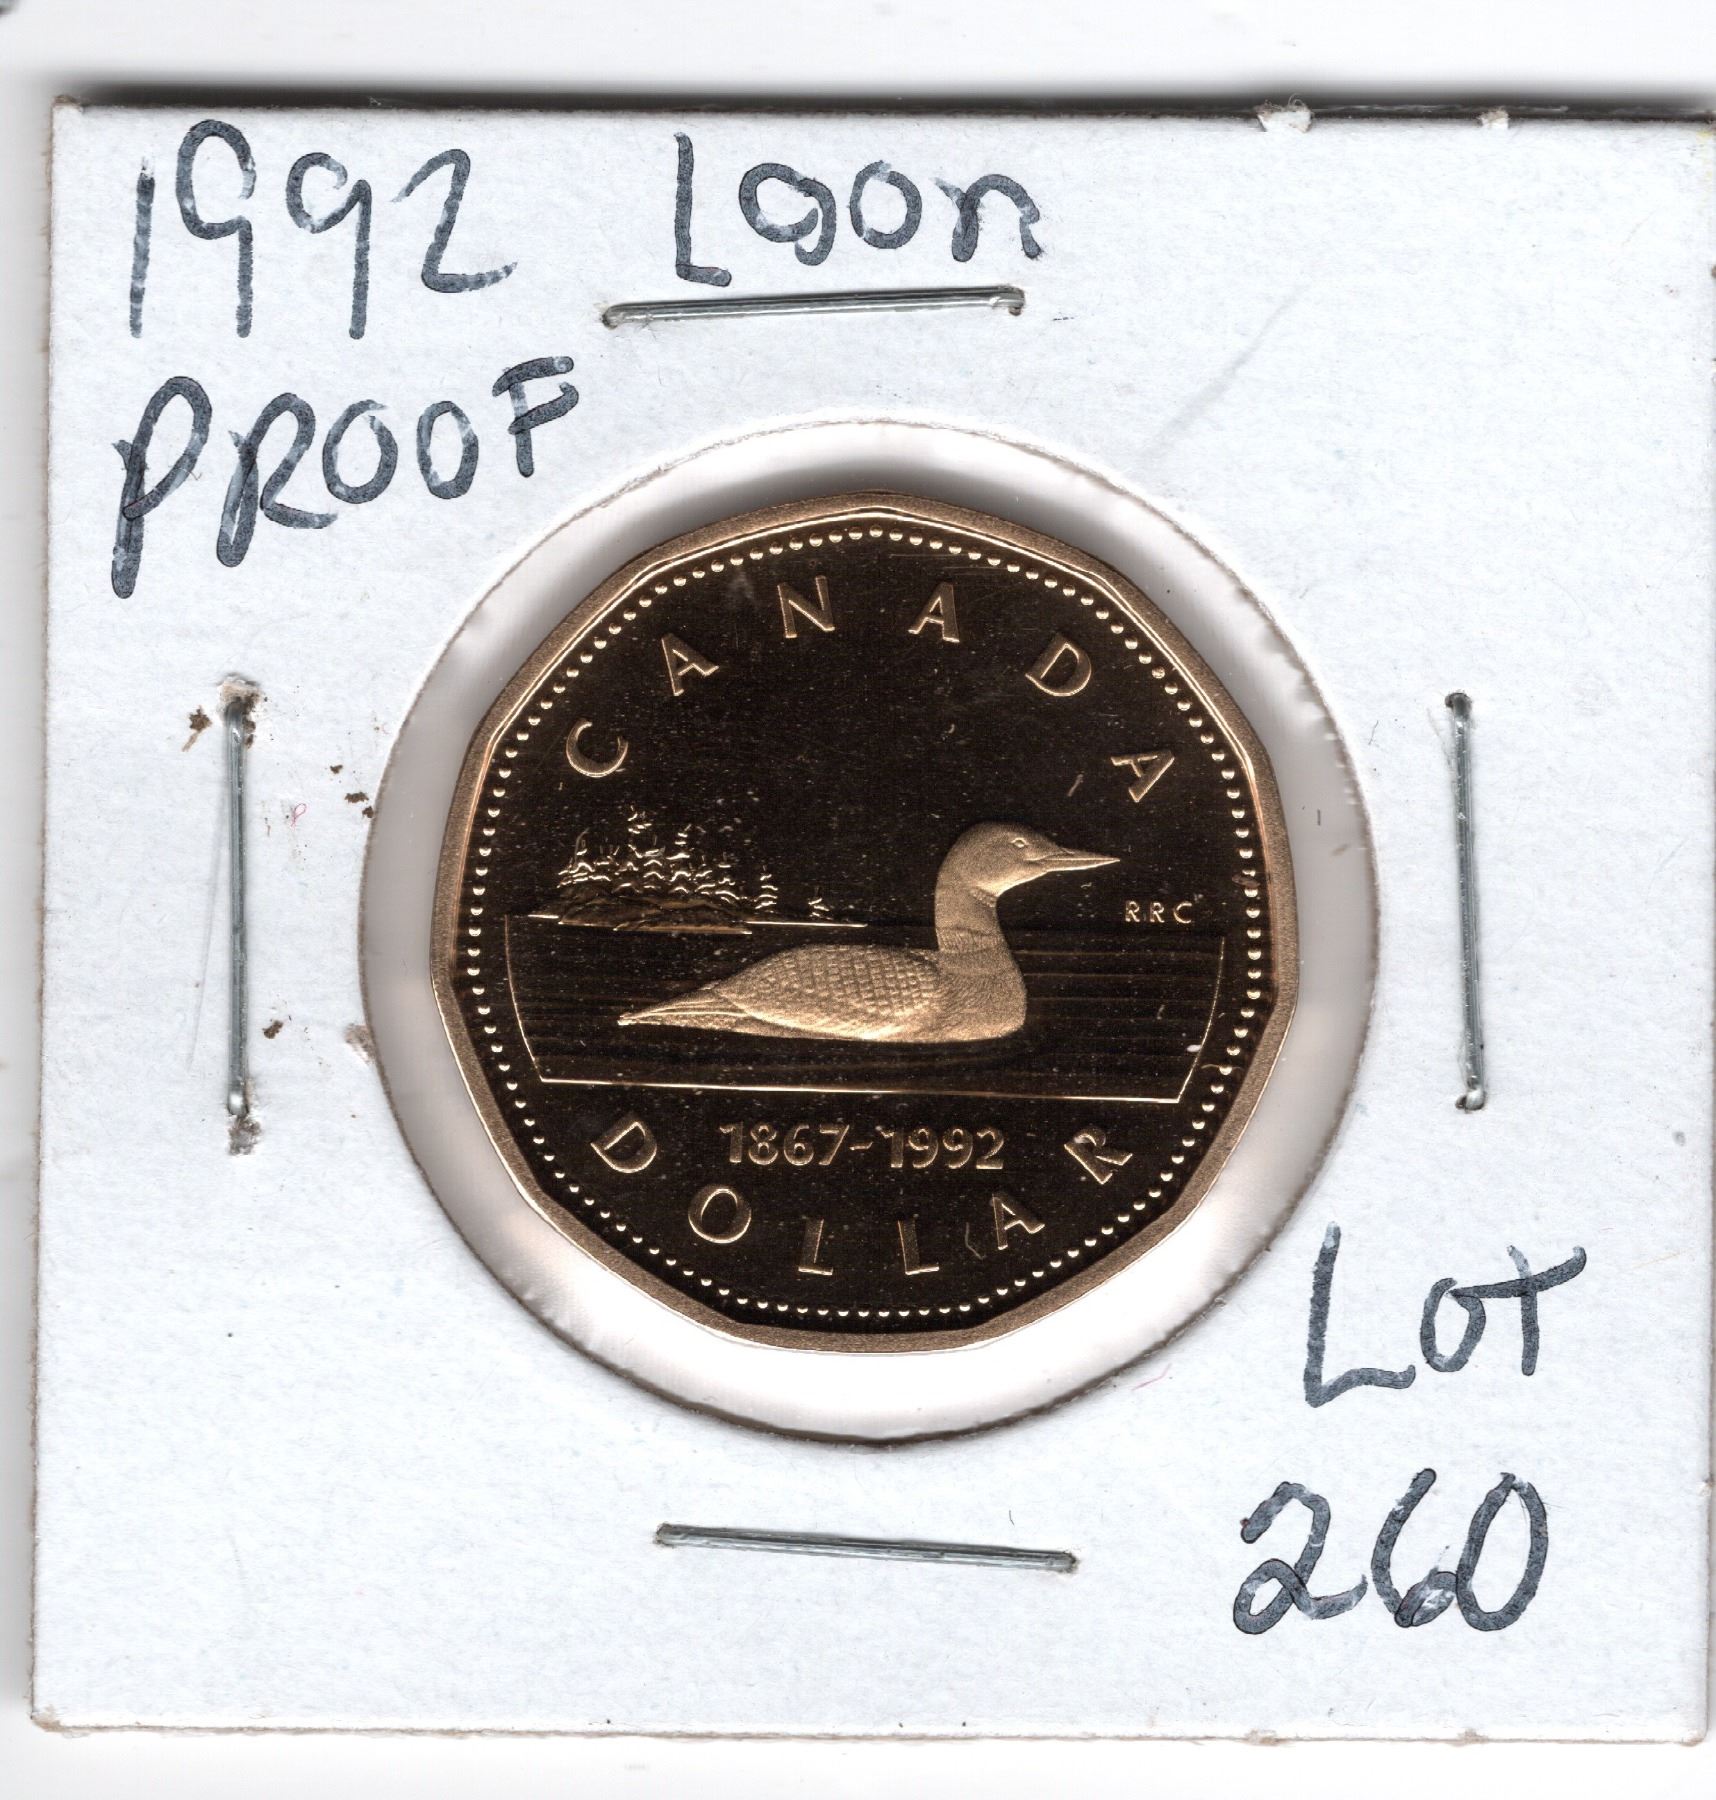 1992 Loon
PROOF
CANADA
RRC
1867-1992
DOLLAR
Lot
260